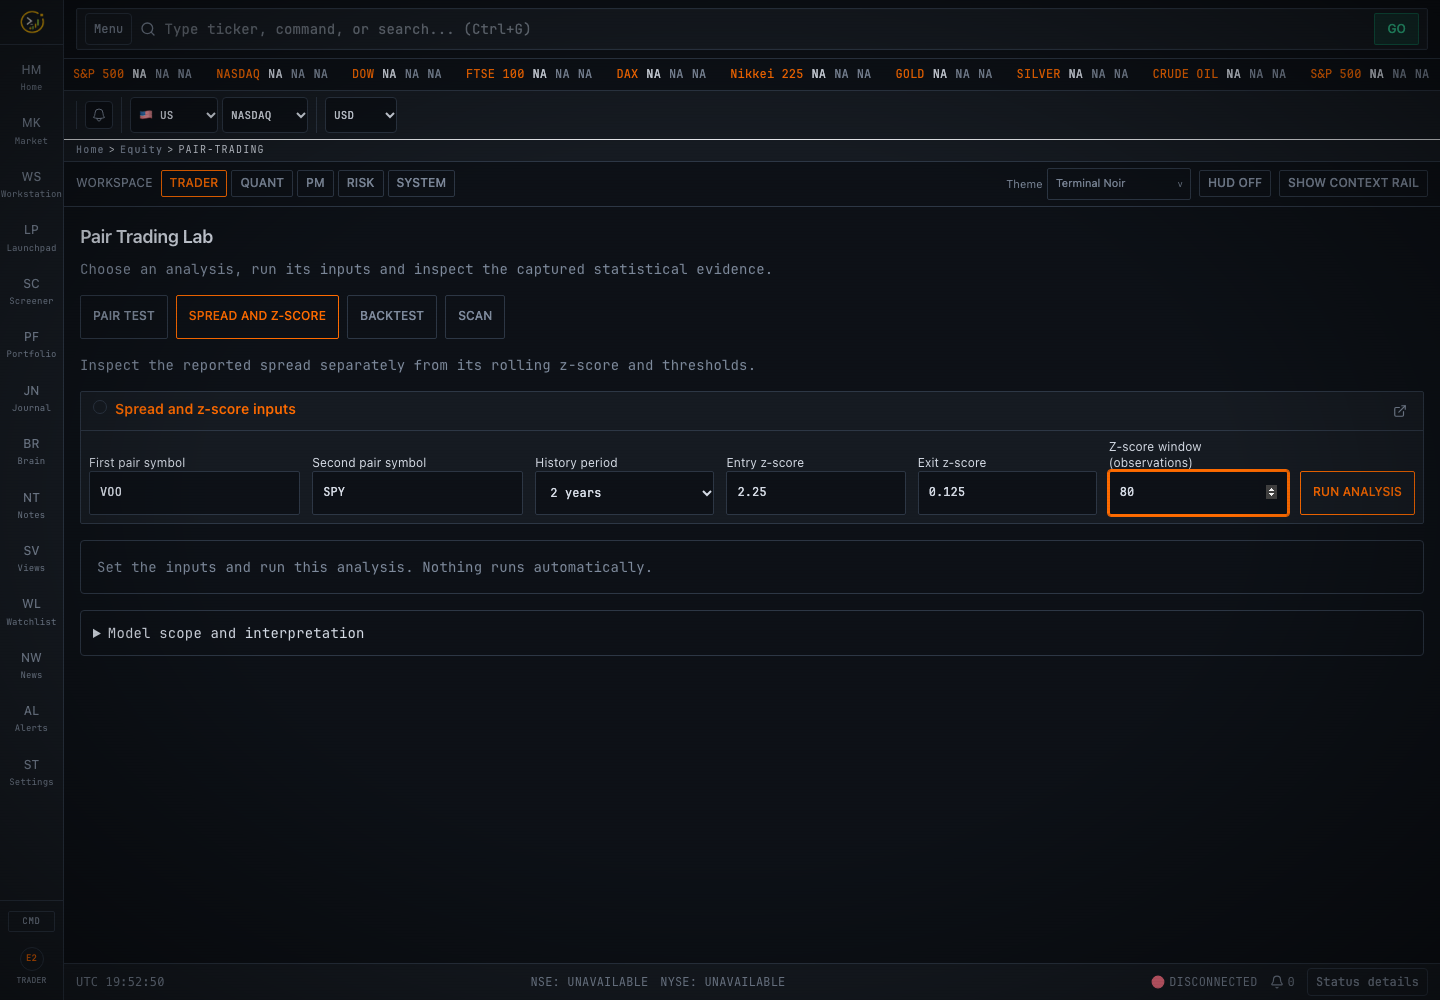 Menu Type ticker, command, or search... (Ctrl+G) GO
S&P 500 NA NA NA NASDAQ NA NA NA DOW NA NA NA FTSE 100 NA NA NA DAX NA NA NA Nikkei 225 NA NA NA GOLD NA NA NA SILVER NA NA NA CRUDE OIL NA NA NA S&P 500 NA NA NA
US NASDAQ USD
Home > Equity > PAIR-TRADING
WORKSPACE TRADER QUANT PM RISK SYSTEM Theme Terminal Noir v HUD OFF SHOW CONTEXT RAIL
HM
Home
MK
Market
WS
Workstation
LP
Launchpad
SC
Screener
PF
Portfolio
JN
Journal
BR
Brain
NT
Notes
SV
Views
WL
Watchlist
NW
News
AL
Alerts
ST
Settings
CMD
E2
TRADER
Pair Trading Lab
Choose an analysis, run its inputs and inspect the captured statistical evidence.
PAIR TEST SPREAD AND Z-SCORE BACKTEST SCAN
Inspect the reported spread separately from its rolling z-score and thresholds.
Spread and z-score inputs
First pair symbol Second pair symbol History period Entry z-score Exit z-score Z-score window
(observations)
VOO SPY 2 years 2.25 0.125 80 RUN ANALYSIS
Set the inputs and run this analysis. Nothing runs automatically.
Model scope and interpretation
UTC 19:52:50 NSE: UNAVAILABLE NYSE: UNAVAILABLE DISCONNECTED 0 Status details